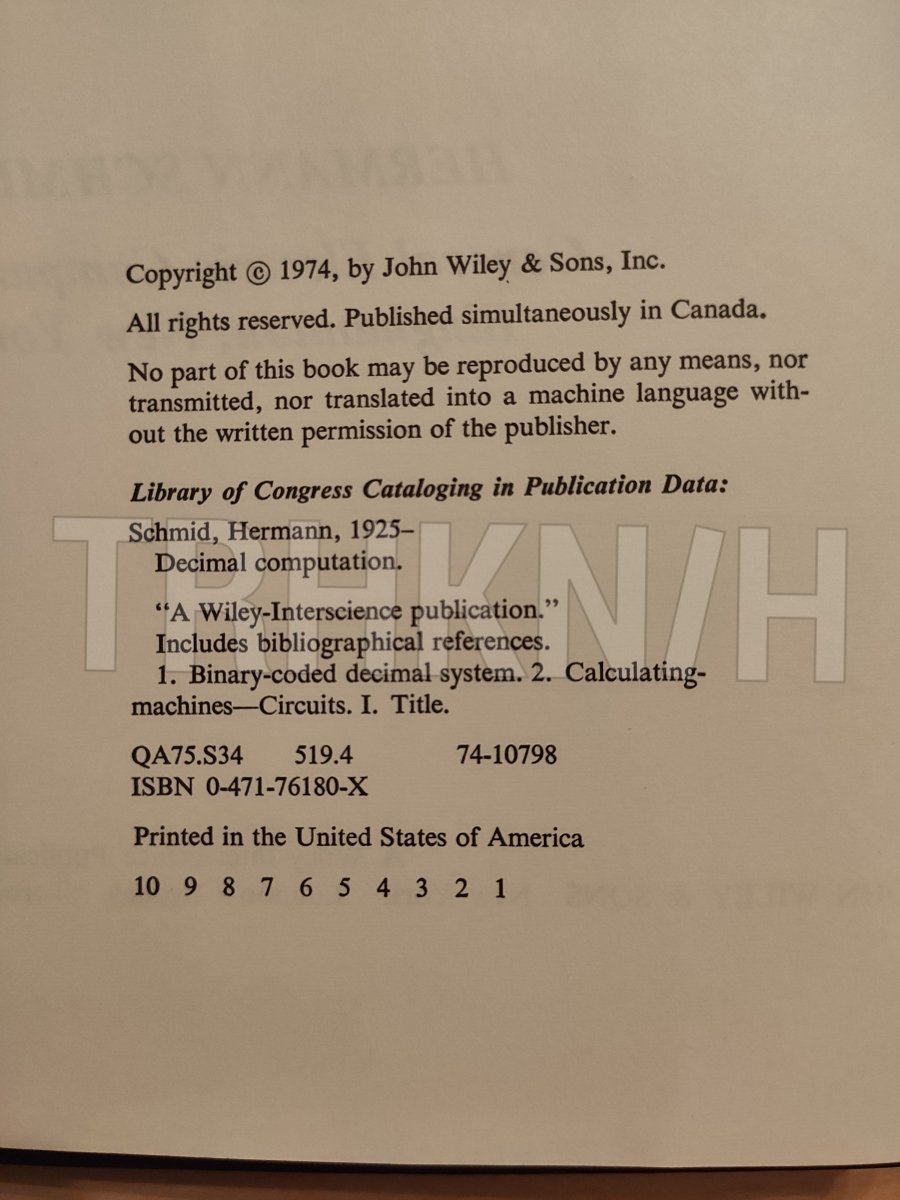 HERMANN SCHM
Copyright © 1974, by John Wiley & Sons, Inc.
All rights reserved. Published simultaneously in Canada.
No part of this book may be reproduced by any means, nor
transmitted, nor translated into a machine language with-
out the written permission of the publisher.
Library of Congress Cataloging in Publication Data:
Schmid, Hermann, 1925–
Decimal computation.
“A Wiley-Interscience publication.”
Includes bibliographical references.
1. Binary-coded decimal system. 2. Calculating-
machines—Circuits. I. Title.
QA75.S34 519.4 74-10798
ISBN 0-471-76180-X
Printed in the United States of America
10 9 8 7 6 5 4 3 2 1